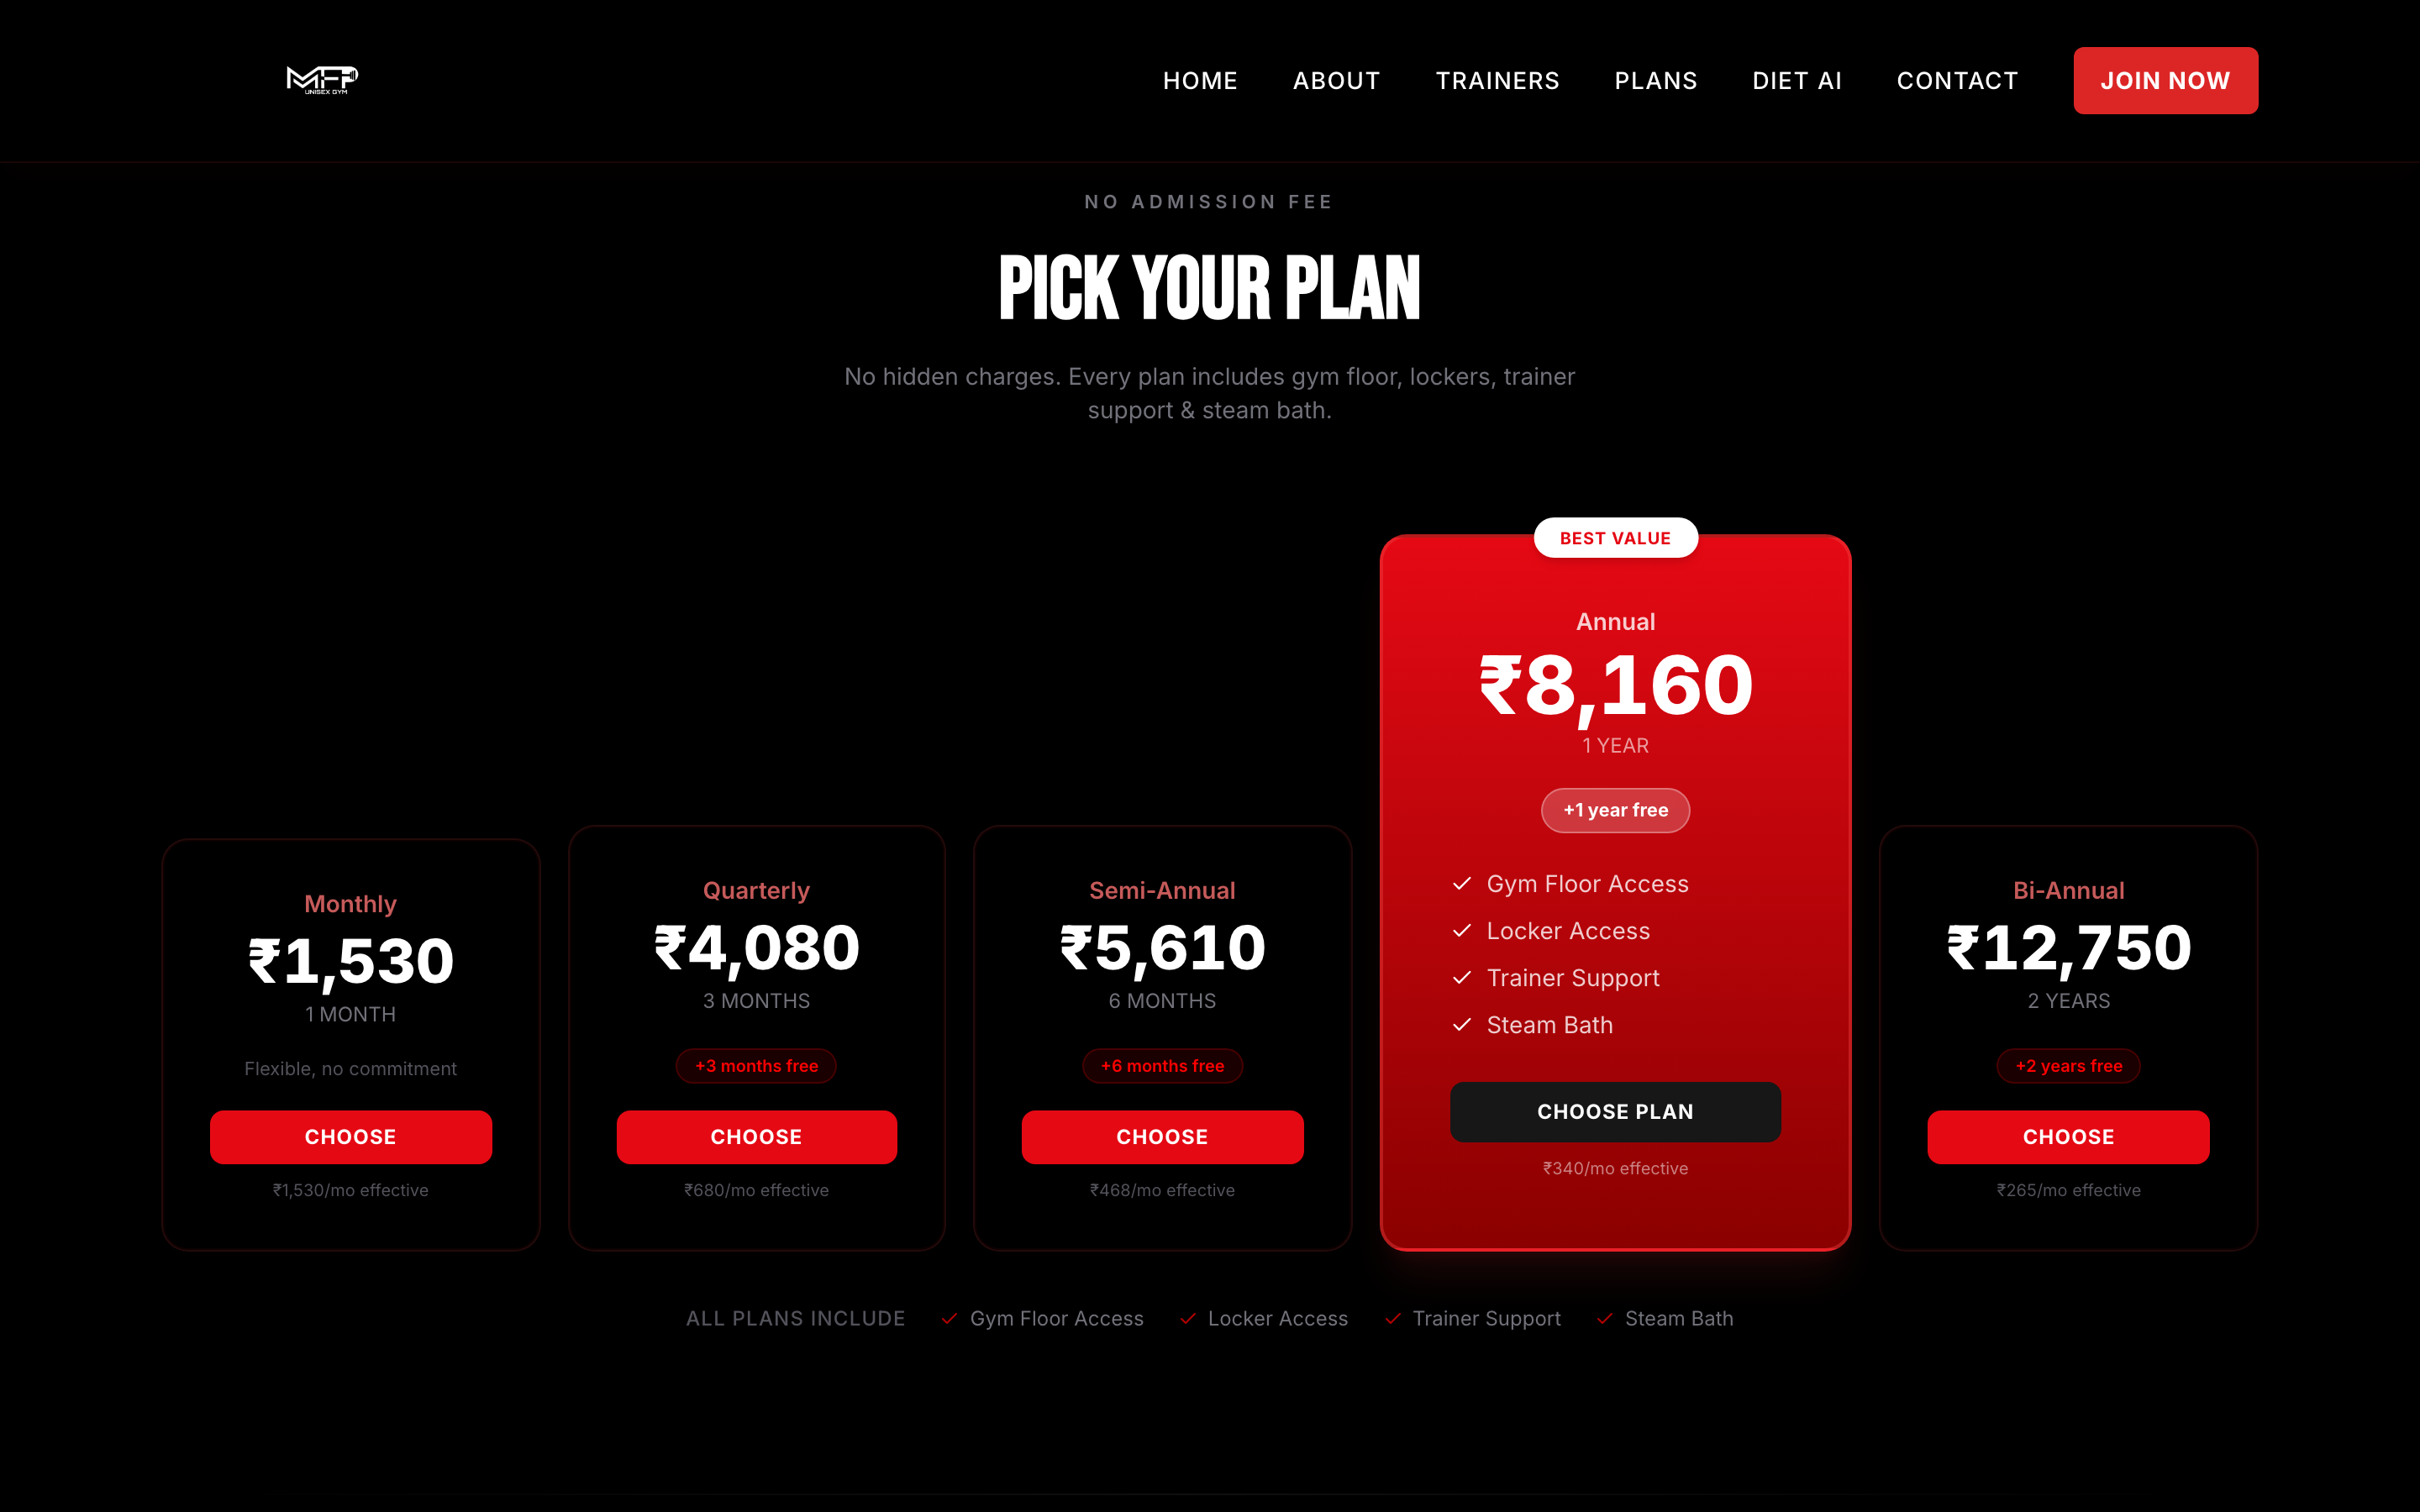 MFP
UNISEX GYM
HOME
ABOUT
TRAINERS
PLANS
DIET AI
CONTACT
JOIN NOW
NO ADMISSION FEE
PICK YOUR PLAN
No hidden charges. Every plan includes gym floor, lockers, trainer
support & steam bath.
Monthly
₹1,530
1 MONTH
Flexible, no commitment
CHOOSE
₹1,530/mo effective
Quarterly
₹4,080
3 MONTHS
+3 months free
CHOOSE
₹680/mo effective
Semi-Annual
₹5,610
6 MONTHS
+6 months free
CHOOSE
₹468/mo effective
BEST VALUE
Annual
₹8,160
1 YEAR
+1 year free
Gym Floor Access
Locker Access
Trainer Support
Steam Bath
CHOOSE PLAN
₹340/mo effective
Bi-Annual
₹12,750
2 YEARS
+2 years free
CHOOSE
₹265/mo effective
ALL PLANS INCLUDE
Gym Floor Access
Locker Access
Trainer Support
Steam Bath